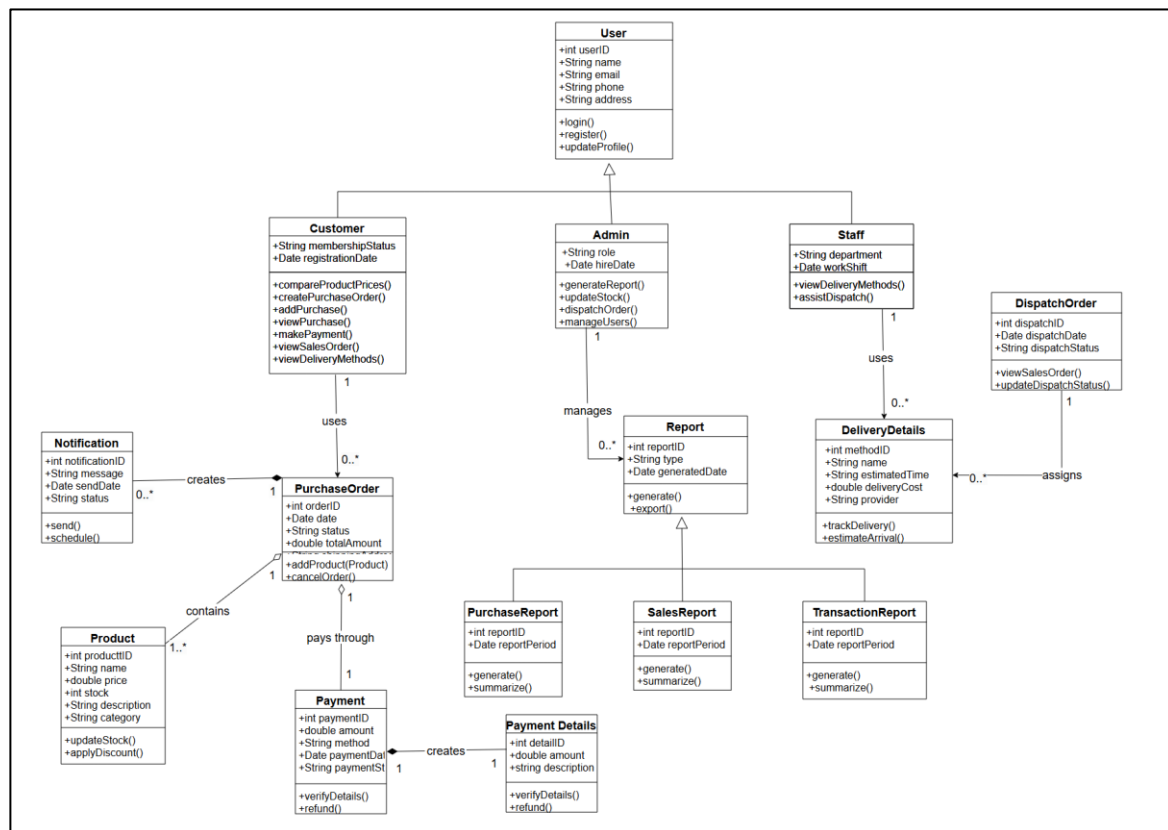 User
+int userID
+String name
+String email
+String phone
+String address
+login()
+register()
+updateProfile()
Customer
+String membershipStatus
+Date registrationDate
+compareProductPrices()
+createPurchaseOrder()
+addPurchase()
+viewPurchase()
+makePayment()
+viewSalesOrder()
+viewDeliveryMethods()
Admin
+String role
+Date hireDate
+generateReport()
+updateStock()
+dispatchOrder()
+manageUsers()
Staff
+String department
+Date workShift
+viewDeliveryMethods()
+assistDispatch()
DispatchOrder
+int dispatchID
+Date dispatchDate
+String dispatchStatus
+viewSalesOrder()
+updateDispatchStatus()
1
uses
0..*
1
manages
0..*
1
uses
0..*
1
assigns
0..*
Notification
+int notificationID
+String message
+Date sendDate
+String status
+send()
+schedule()
creates
0..*
1
PurchaseOrder
+int orderID
+Date date
+String status
+double totalAmount
+addProduct(Product)
+cancelOrder()
Report
+int reportID
+String type
+Date generatedDate
+generate()
+export()
DeliveryDetails
+int methodID
+String name
+String estimatedTime
+double deliveryCost
+String provider
+trackDelivery()
+estimateArrival()
1
contains
1..*
1
pays through
1
Product
+int producttID
+String name
+double price
+int stock
+String description
+String category
+updateStock()
+applyDiscount()
PurchaseReport
+int reportID
+Date reportPeriod
+generate()
+summarize()
SalesReport
+int reportID
+Date reportPeriod
+generate()
+summarize()
TransactionReport
+int reportID
+Date reportPeriod
+generate()
+summarize()
Payment
+int paymentID
+double amount
+String method
+Date paymentDat
+String paymentSt
+verifyDetails()
+refund()
creates
1
1
Payment Details
+int detailID
+double amount
+string description
+verifyDetails()
+refund()